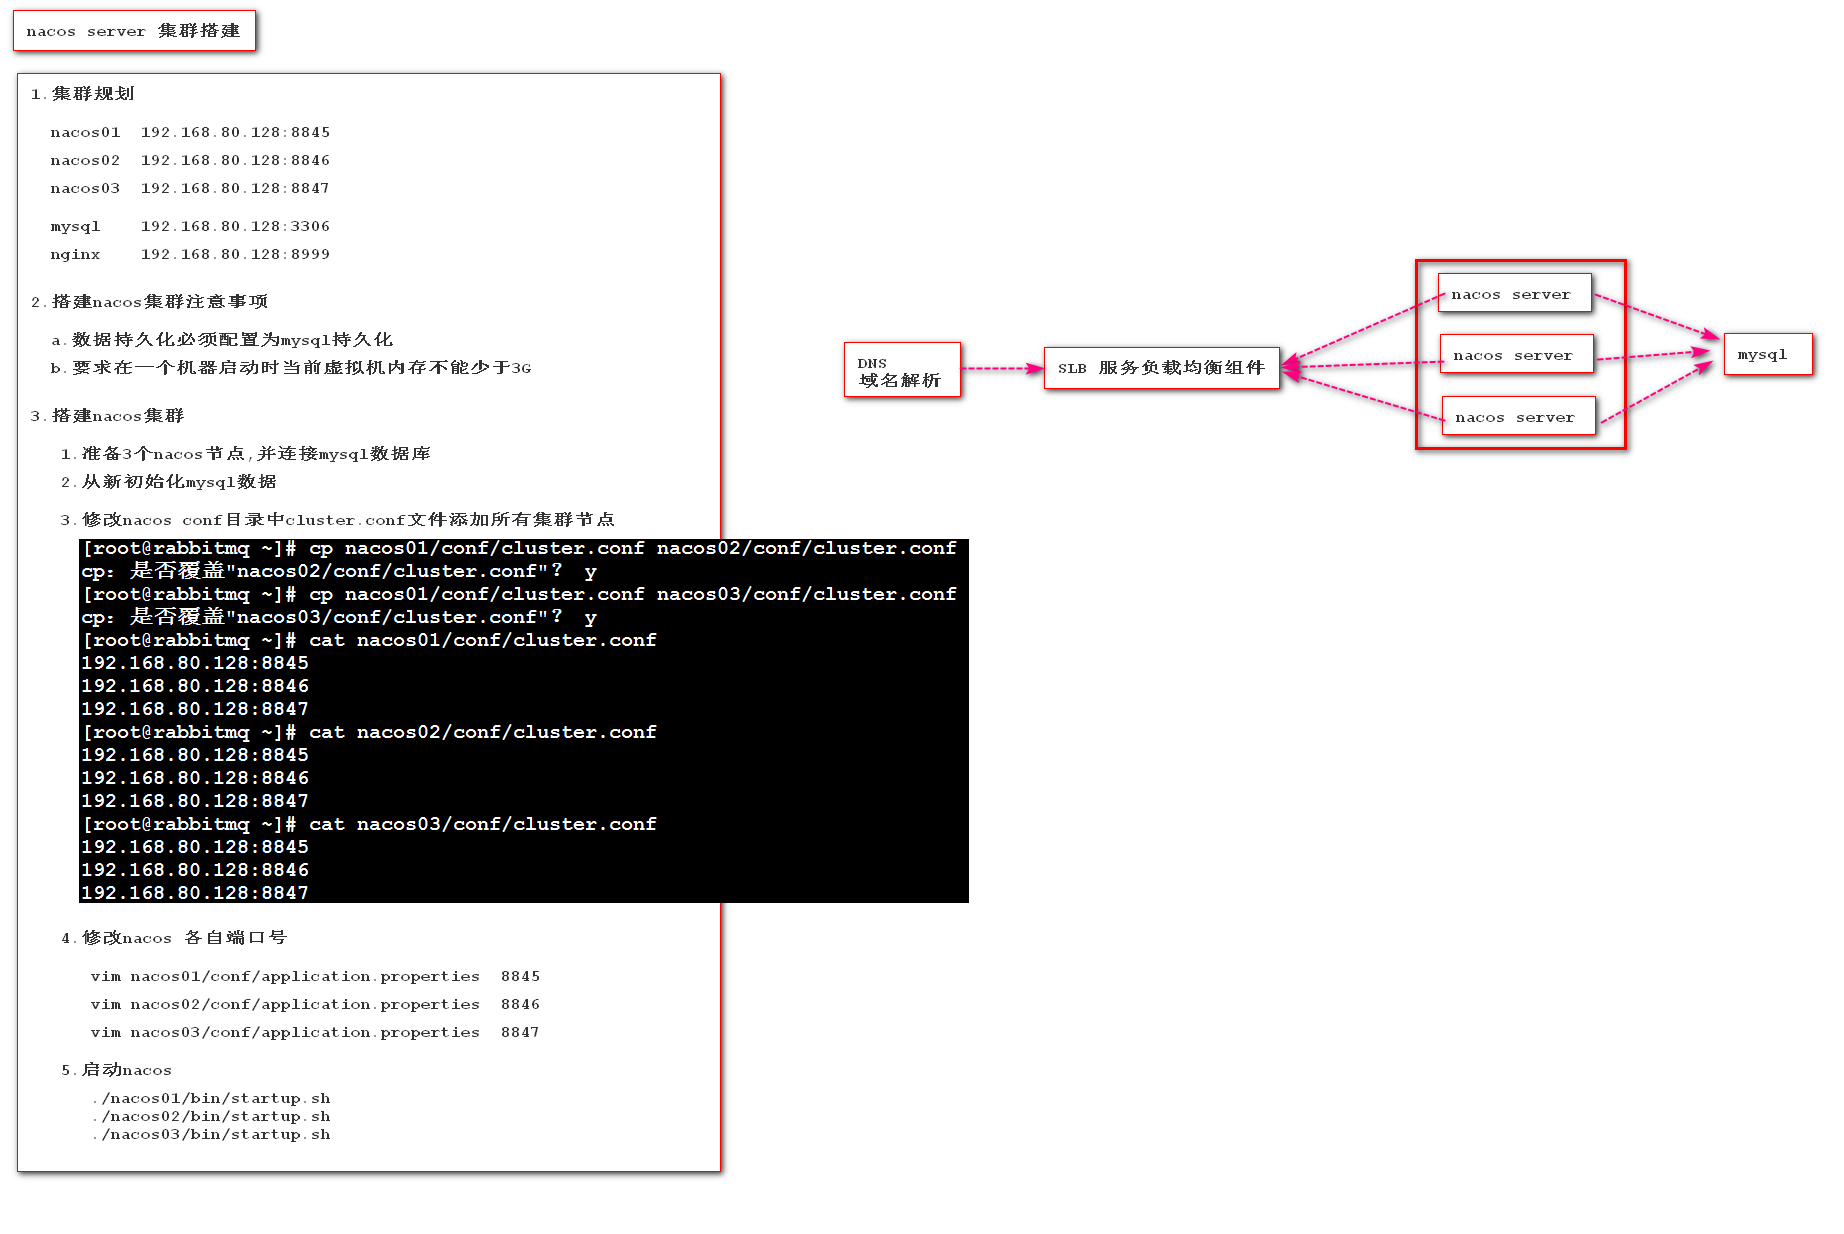 nacos server 集群搭建
1.集群规划
nacos01 192.168.80.128:8845
nacos02 192.168.80.128:8846
nacos03 192.168.80.128:8847
mysql 192.168.80.128:3306
nginx 192.168.80.128:8999
2.搭建nacos集群注意事项
a.数据持久化必须配置为mysql持久化
b.要求在一个机器启动时当前虚拟机内存不能少于3G
3.搭建nacos集群
1.准备3个nacos节点,并连接mysql数据库
2.从新初始化mysql数据
3.修改nacos conf目录中cluster.conf文件添加所有集群节点
[root@rabbitmq ~]# cp nacos01/conf/cluster.conf nacos02/conf/cluster.conf
cp：是否覆盖"nacos02/conf/cluster.conf"？ y
[root@rabbitmq ~]# cp nacos01/conf/cluster.conf nacos03/conf/cluster.conf
cp：是否覆盖"nacos03/conf/cluster.conf"？ y
[root@rabbitmq ~]# cat nacos01/conf/cluster.conf
192.168.80.128:8845
192.168.80.128:8846
192.168.80.128:8847
[root@rabbitmq ~]# cat nacos02/conf/cluster.conf
192.168.80.128:8845
192.168.80.128:8846
192.168.80.128:8847
[root@rabbitmq ~]# cat nacos03/conf/cluster.conf
192.168.80.128:8845
192.168.80.128:8846
192.168.80.128:8847
4.修改nacos 各自端口号
vim nacos01/conf/application.properties 8845
vim nacos02/conf/application.properties 8846
vim nacos03/conf/application.properties 8847
5.启动nacos
./nacos01/bin/startup.sh
./nacos02/bin/startup.sh
./nacos03/bin/startup.sh
DNS
域名解析
SLB 服务负载均衡组件
nacos server
nacos server
nacos server
mysql